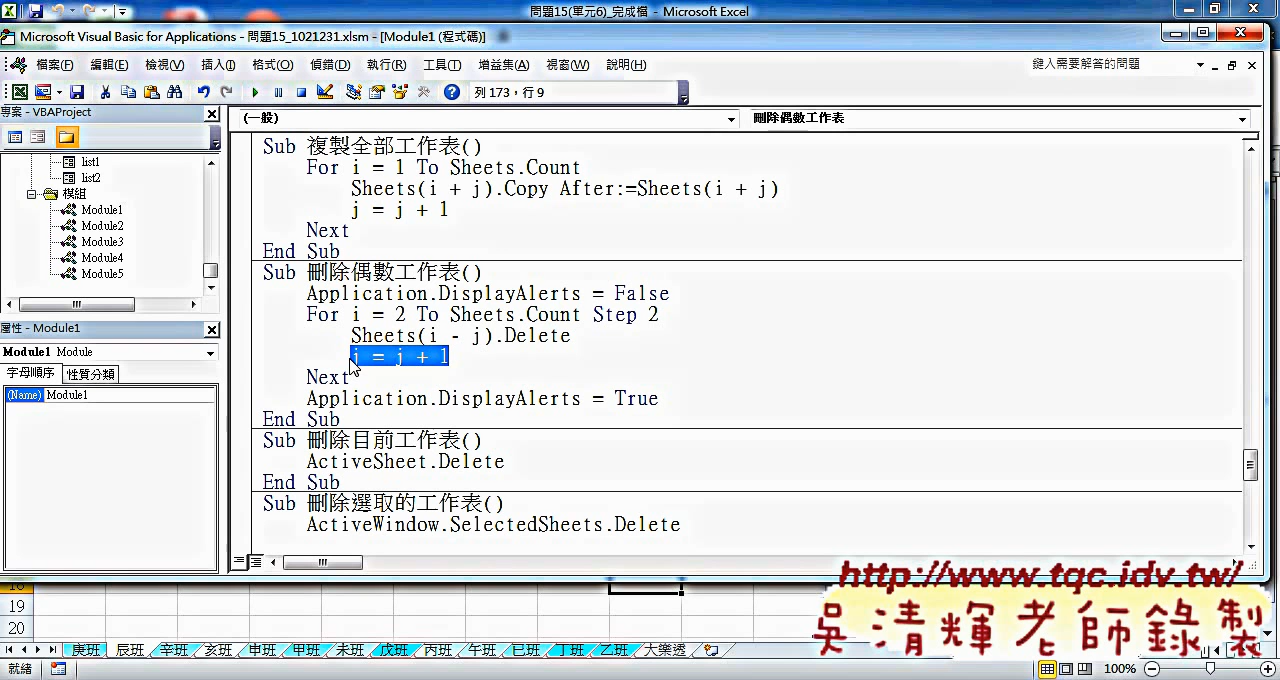 問題15(單元6)_完成檔 - Microsoft Excel
Microsoft Visual Basic for Applications - 問題15_1021231.xlsm - [Module1 (程式碼)]
檔案(F) 編輯(E) 檢視(V) 插入(I) 格式(O) 偵錯(D) 執行(R) 工具(T) 增益集(A) 視窗(W) 說明(H) 鍵入需要解答的問題
列 173，行 9
專案 - VBAProject
(一般) 刪除偶數工作表
list1
list2
模組
Module1
Module2
Module3
Module4
Module5
屬性 - Module1
Module1 Module
字母順序 性質分類
(Name) Module1
Sub 複製全部工作表()
For i = 1 To Sheets.Count
Sheets(i + j).Copy After:=Sheets(i + j)
j = j + 1
Next
End Sub
Sub 刪除偶數工作表()
Application.DisplayAlerts = False
For i = 2 To Sheets.Count Step 2
Sheets(i - j).Delete
j = j + 1
Next
Application.DisplayAlerts = True
End Sub
Sub 刪除目前工作表()
ActiveSheet.Delete
End Sub
Sub 刪除選取的工作表()
ActiveWindow.SelectedSheets.Delete
http://www.tqc.idv.tw/
吳清輝老師錄製
19
20
庚班 辰班 辛班 亥班 申班 甲班 未班 戊班 丙班 午班 巳班 丁班 乙班 大樂透
就緒 100%